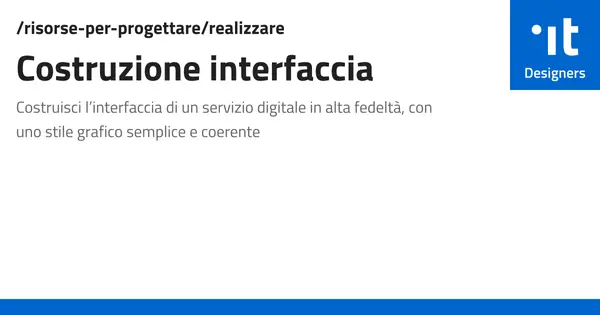 /risorse-per-progettare/realizzare
Costruzione interfaccia
Costruisci l’interfaccia di un servizio digitale in alta fedeltà, con
uno stile grafico semplice e coerente
it
Designers